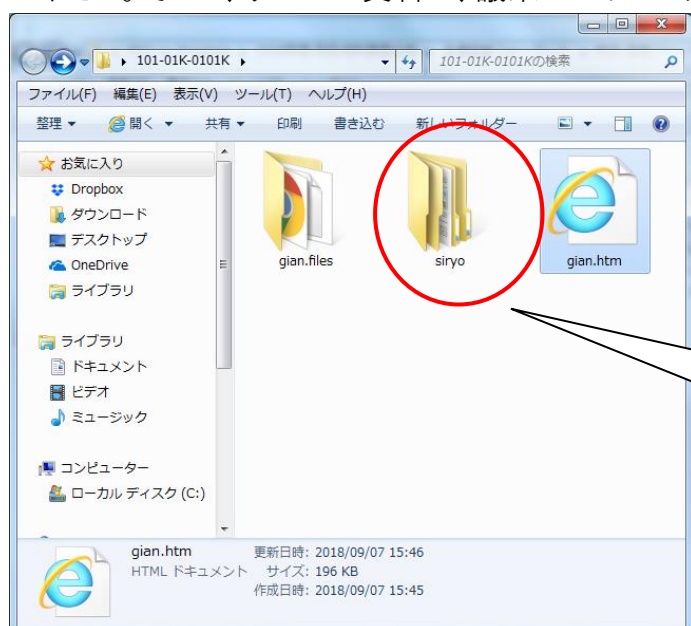 101-01K-0101K
101-01K-0101Kの検索
ファイル(F) 編集(E) 表示(V) ツール(T) ヘルプ(H)
整理 開く 共有 印刷 書き込む 新しいフォルダー
お気に入り
Dropbox
ダウンロード
デスクトップ
OneDrive
ライブラリ
gian.files
siryo
gian.htm
ライブラリ
ドキュメント
ビデオ
ミュージック
コンピューター
ローカル ディスク (C:)
gian.htm 更新日時: 2018/09/07 15:46
HTML ドキュメント サイズ: 196 KB
作成日時: 2018/09/07 15:45